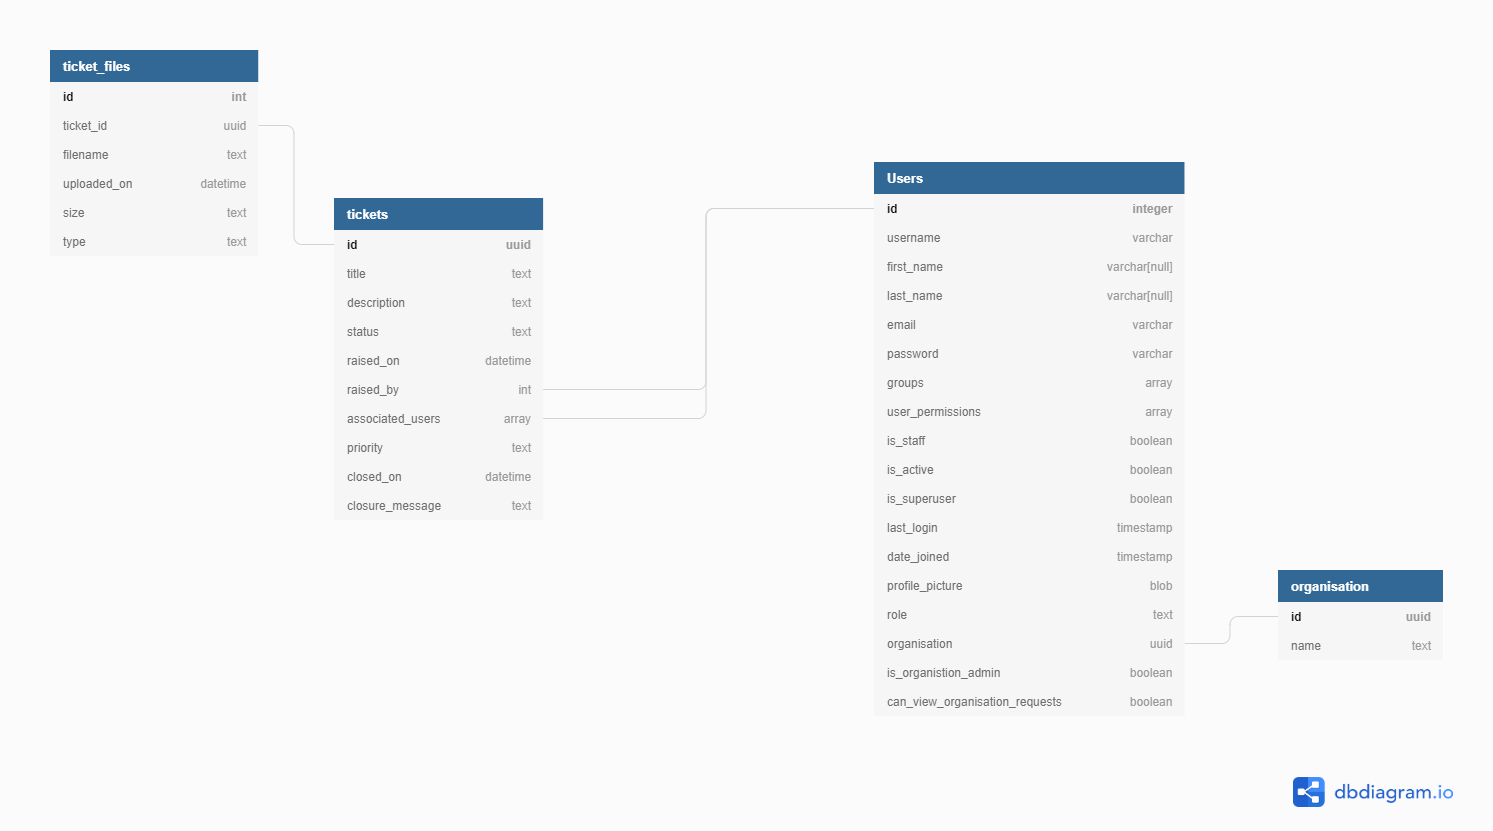 ticket_files
id int
ticket_id uuid
filename text
uploaded_on datetime
size text
type text
tickets
id uuid
title text
description text
status text
raised_on datetime
raised_by int
associated_users array
priority text
closed_on datetime
closure_message text
Users
id integer
username varchar
first_name varchar[null]
last_name varchar[null]
email varchar
password varchar
groups array
user_permissions array
is_staff boolean
is_active boolean
is_superuser boolean
last_login timestamp
date_joined timestamp
profile_picture blob
role text
organisation uuid
is_organistion_admin boolean
can_view_organisation_requests boolean
organisation
id uuid
name text
dbdiagram.io